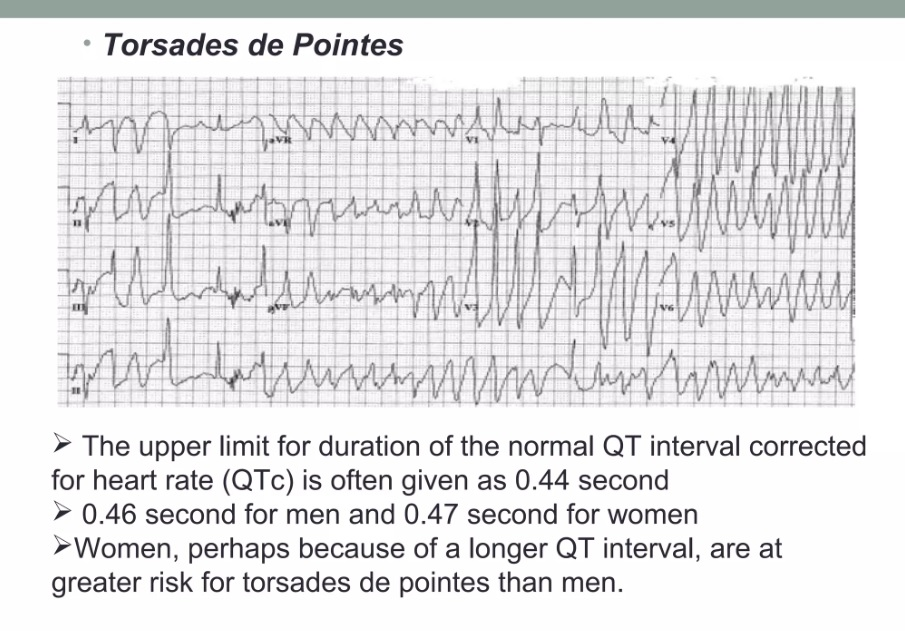 • Torsades de Pointes
I aVR V1 V4
II aVL V2 V5
III aVF V3 V6
II
➢ The upper limit for duration of the normal QT interval corrected
for heart rate (QTc) is often given as 0.44 second
➢ 0.46 second for men and 0.47 second for women
➢Women, perhaps because of a longer QT interval, are at
greater risk for torsades de pointes than men.